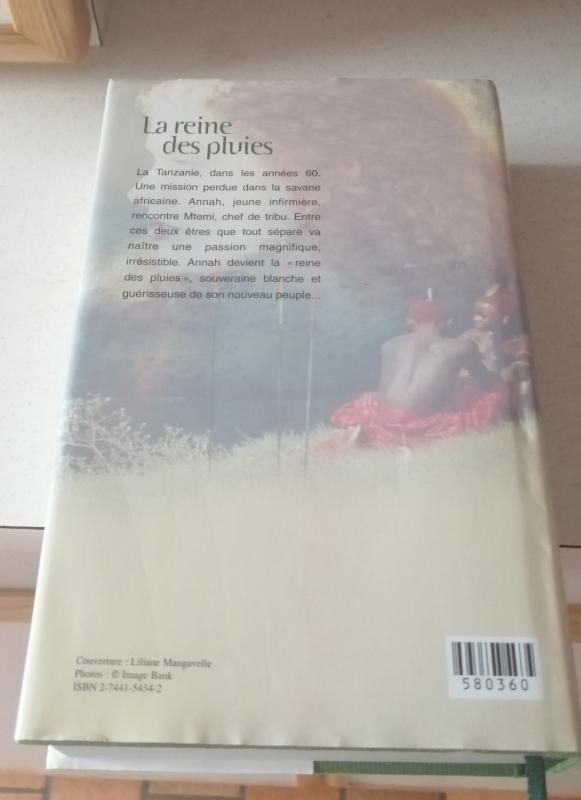 La reine
des pluies
La Tanzanie, dans les années 60.
Une mission perdue dans la savane
africaine. Annah, jeune infirmière,
rencontre Mtemi, chef de tribu. Entre
ces deux êtres que tout sépare va
naître une passion magnifique,
irrésistible. Annah devient la « reine
des pluies », souveraine blanche et
guérisseuse de son nouveau peuple...
Couverture : Liliane Mangavelle
Photos : © Image Bank
ISBN 2-7441-5434-2
580360